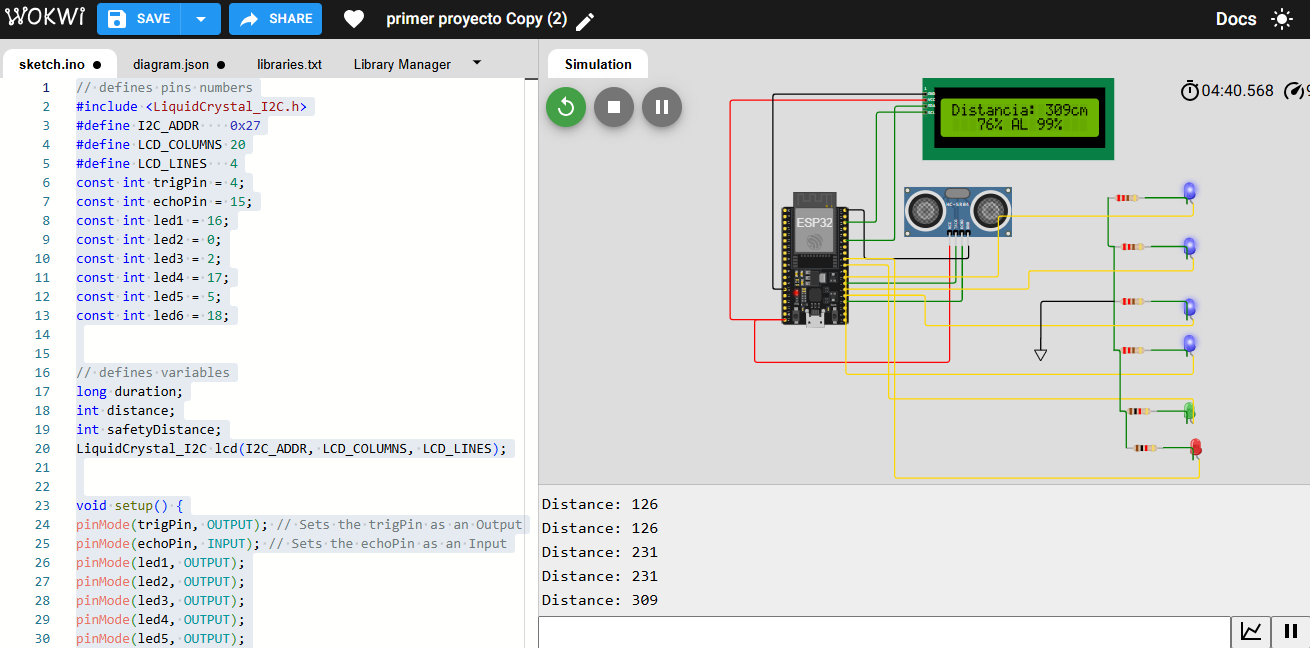 WOKWI SAVE SHARE primer proyecto Copy (2) Docs
sketch.ino diagram.json libraries.txt Library Manager Simulation
1 // defines pins numbers
2 #include <LiquidCrystal_I2C.h>
3 #define I2C_ADDR    0x27
4 #define LCD_COLUMNS 20
5 #define LCD_LINES   4
6 const int trigPin = 4;
7 const int echoPin = 15;
8 const int led1 = 16;
9 const int led2 = 0;
10 const int led3 = 2;
11 const int led4 = 17;
12 const int led5 = 5;
13 const int led6 = 18;
14
15
16 // defines variables
17 long duration;
18 int distance;
19 int safetyDistance;
20 LiquidCrystal_I2C lcd(I2C_ADDR, LCD_COLUMNS, LCD_LINES);
21
22
23 void setup() {
24 pinMode(trigPin, OUTPUT); // Sets the trigPin as an Output
25 pinMode(echoPin, INPUT); // Sets the echoPin as an Input
26 pinMode(led1, OUTPUT);
27 pinMode(led2, OUTPUT);
28 pinMode(led3, OUTPUT);
29 pinMode(led4, OUTPUT);
30 pinMode(led5, OUTPUT);
04:40.568 9
Distancia: 309cm
76% AL 99%
HC-SR04
ESP32
Distance: 126
Distance: 126
Distance: 231
Distance: 231
Distance: 309